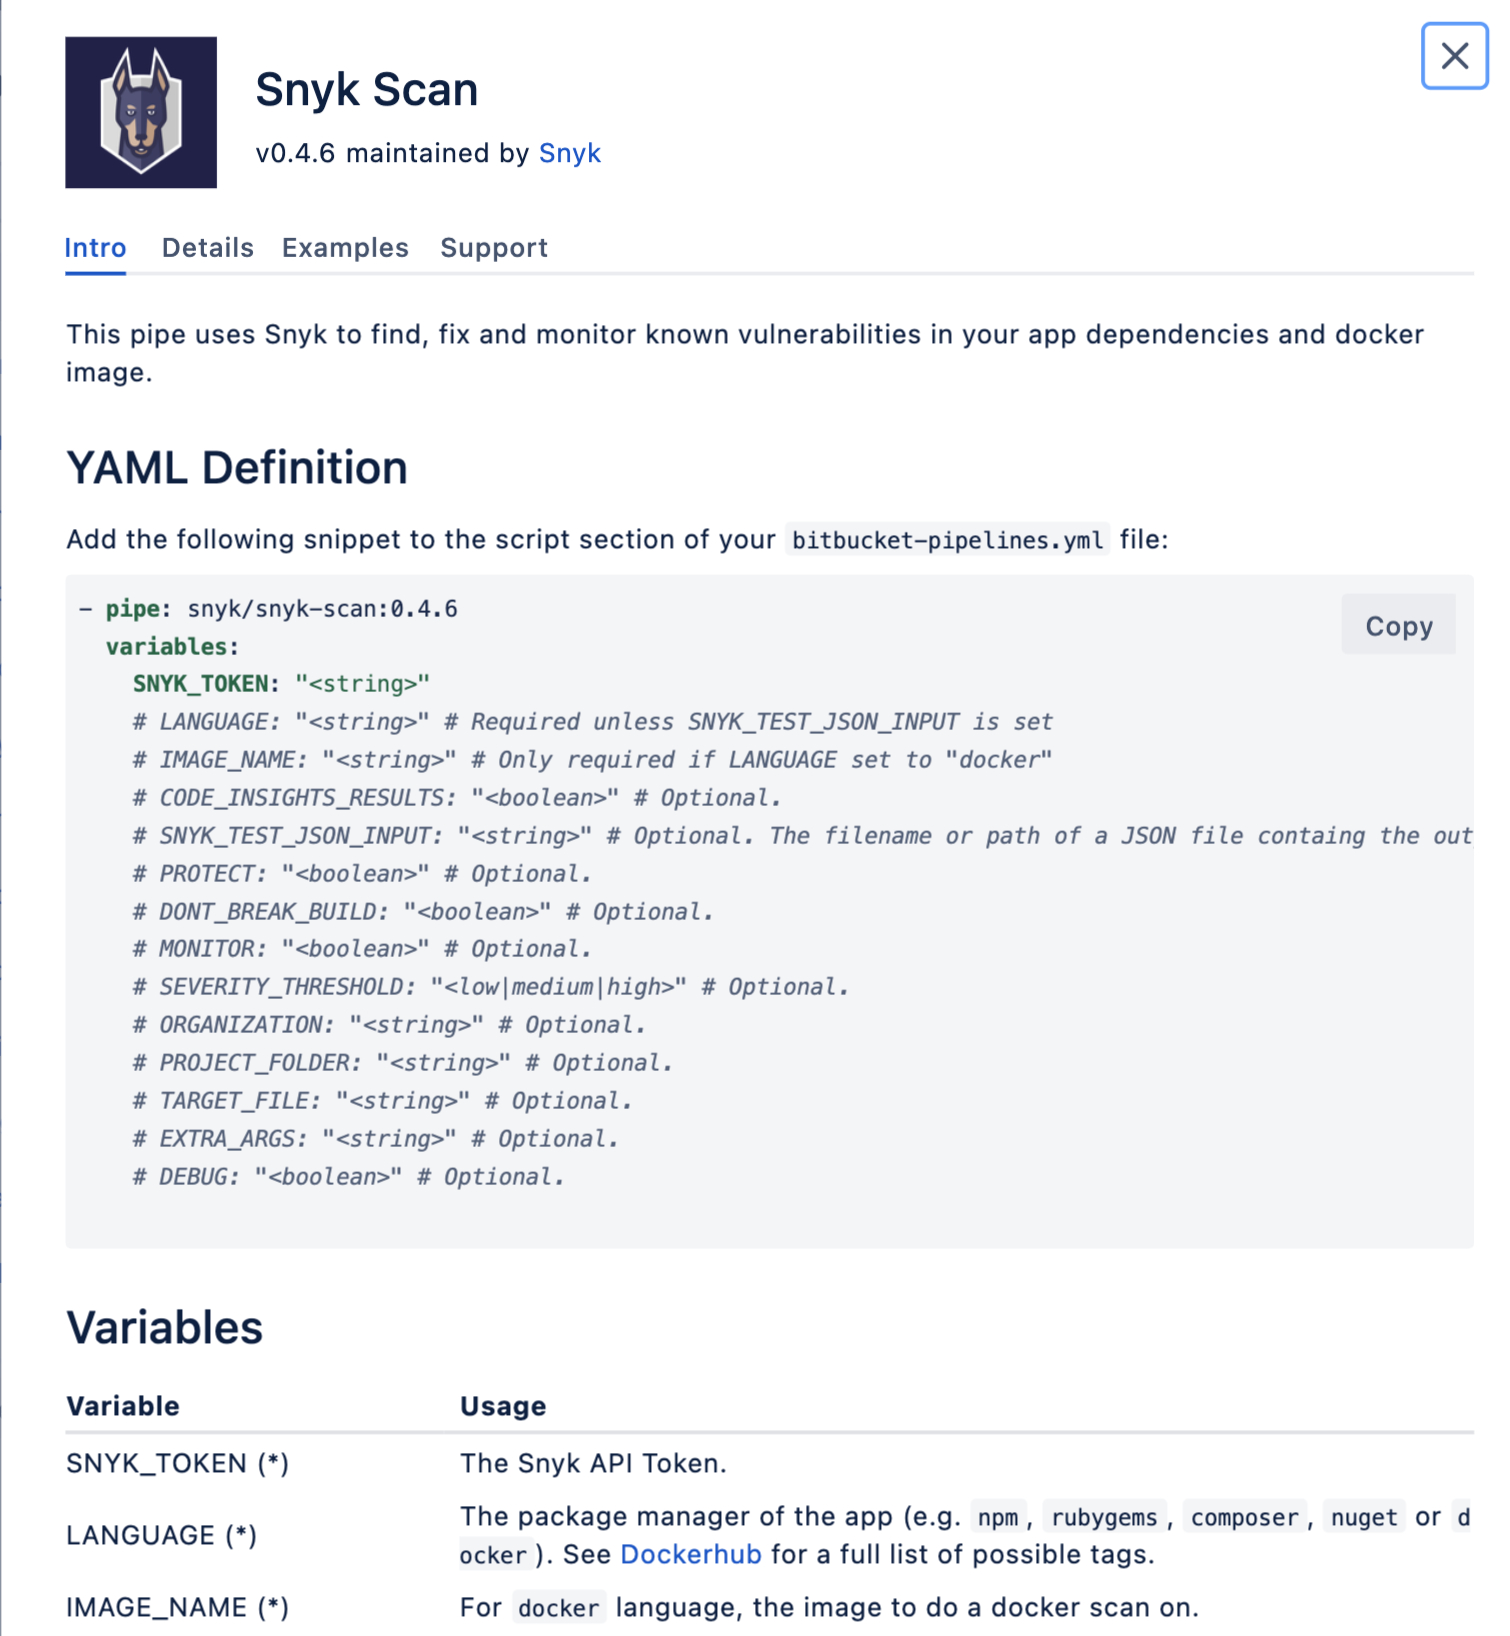 Snyk Scan
v0.4.6 maintained by Snyk
Intro Details Examples Support
This pipe uses Snyk to find, fix and monitor known vulnerabilities in your app dependencies and docker
image.
YAML Definition
Add the following snippet to the script section of your bitbucket-pipelines.yml file:
Copy
- pipe: snyk/snyk-scan:0.4.6
  variables:
    SNYK_TOKEN: "<string>"
    # LANGUAGE: "<string>" # Required unless SNYK_TEST_JSON_INPUT is set
    # IMAGE_NAME: "<string>" # Only required if LANGUAGE set to "docker"
    # CODE_INSIGHTS_RESULTS: "<boolean>" # Optional.
    # SNYK_TEST_JSON_INPUT: "<string>" # Optional. The filename or path of a JSON file containg the out
    # PROTECT: "<boolean>" # Optional.
    # DONT_BREAK_BUILD: "<boolean>" # Optional.
    # MONITOR: "<boolean>" # Optional.
    # SEVERITY_THRESHOLD: "<low|medium|high>" # Optional.
    # ORGANIZATION: "<string>" # Optional.
    # PROJECT_FOLDER: "<string>" # Optional.
    # TARGET_FILE: "<string>" # Optional.
    # EXTRA_ARGS: "<string>" # Optional.
    # DEBUG: "<boolean>" # Optional.
Variables
Variable Usage
SNYK_TOKEN (*) The Snyk API Token.
LANGUAGE (*) The package manager of the app (e.g. npm, rubygems, composer, nuget or d
ocker). See Dockerhub for a full list of possible tags.
IMAGE_NAME (*) For docker language, the image to do a docker scan on.